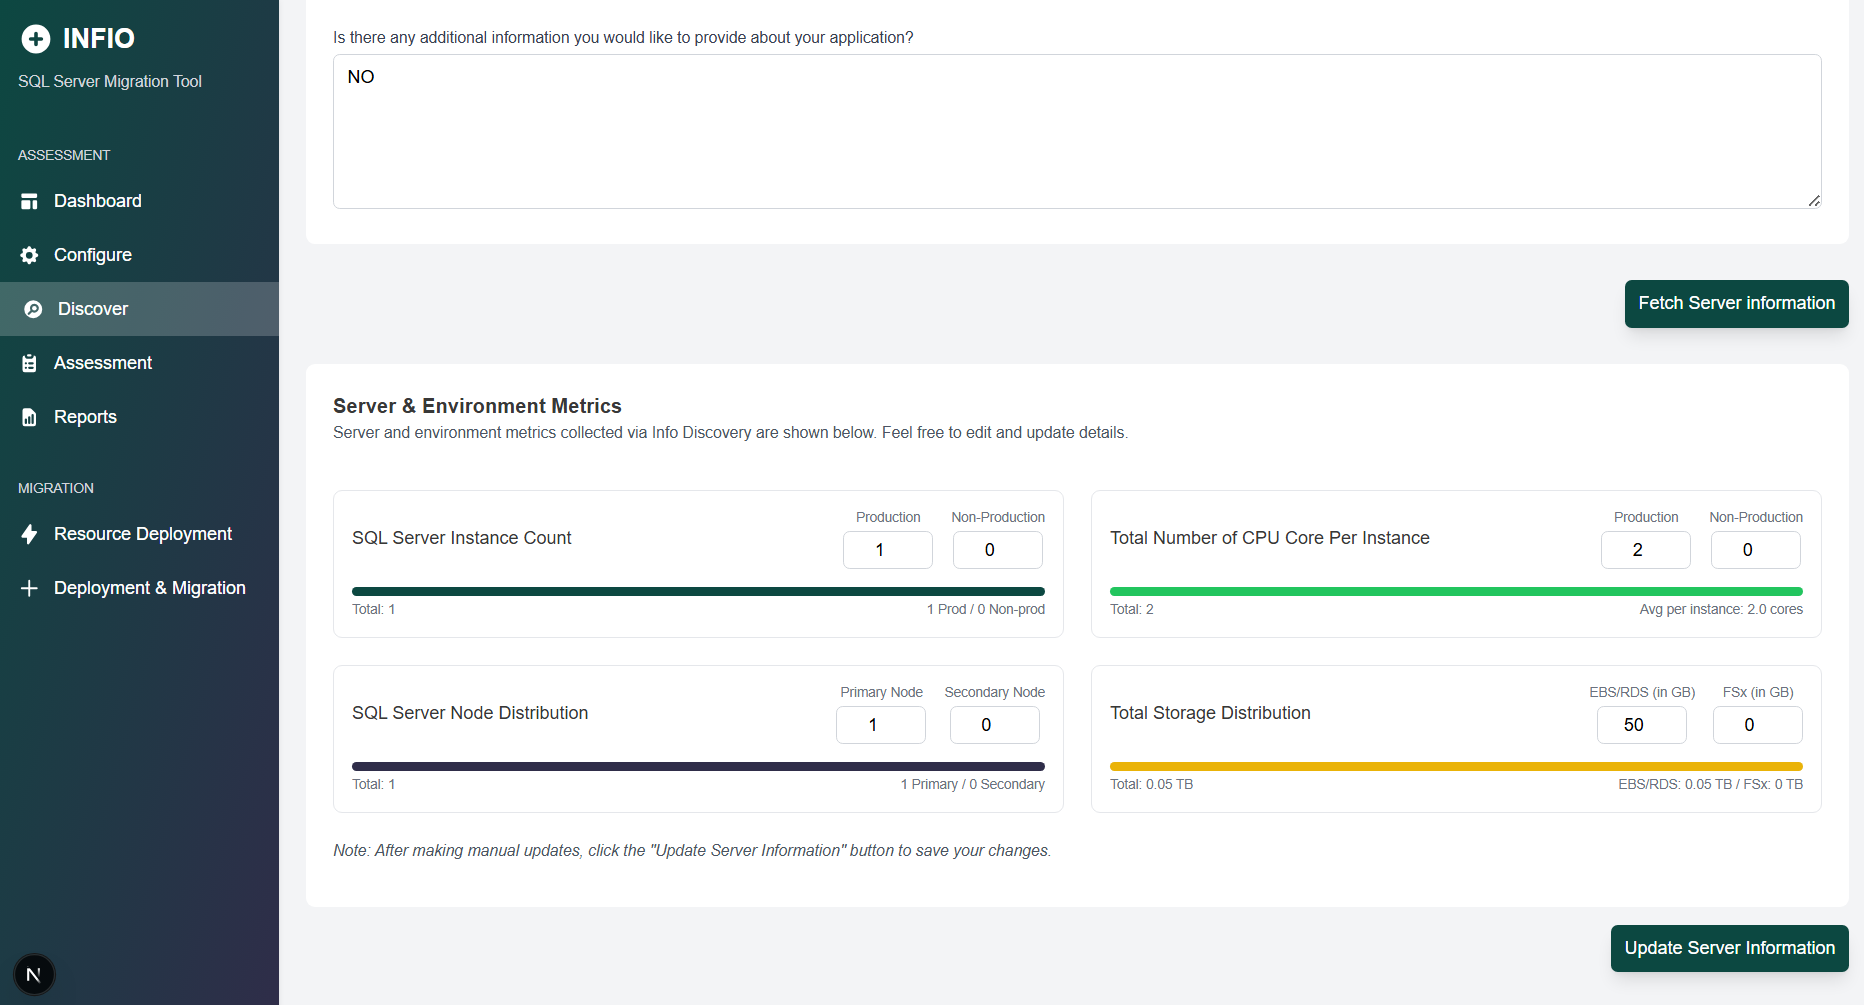 INFIO
SQL Server Migration Tool
ASSESSMENT
Dashboard
Configure
Discover
Assessment
Reports
MIGRATION
Resource Deployment
Deployment & Migration
N
Is there any additional information you would like to provide about your application?
NO
Fetch Server information
Server & Environment Metrics
Server and environment metrics collected via Info Discovery are shown below. Feel free to edit and update details.
SQL Server Instance Count
Production
Non-Production
1
0
Total: 1
1 Prod / 0 Non-prod
Total Number of CPU Core Per Instance
Production
Non-Production
2
0
Total: 2
Avg per instance: 2.0 cores
SQL Server Node Distribution
Primary Node
Secondary Node
1
0
Total: 1
1 Primary / 0 Secondary
Total Storage Distribution
EBS/RDS (in GB)
FSx (in GB)
50
0
Total: 0.05 TB
EBS/RDS: 0.05 TB / FSx: 0 TB
Note: After making manual updates, click the "Update Server Information" button to save your changes.
Update Server Information